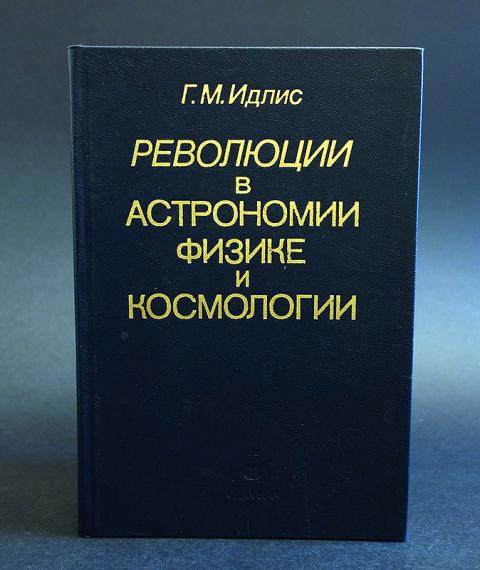 Г.М.Идлис
РЕВОЛЮЦИИ
В
АСТРОНОМИИ
ФИЗИКЕ
И
КОСМОЛОГИИ